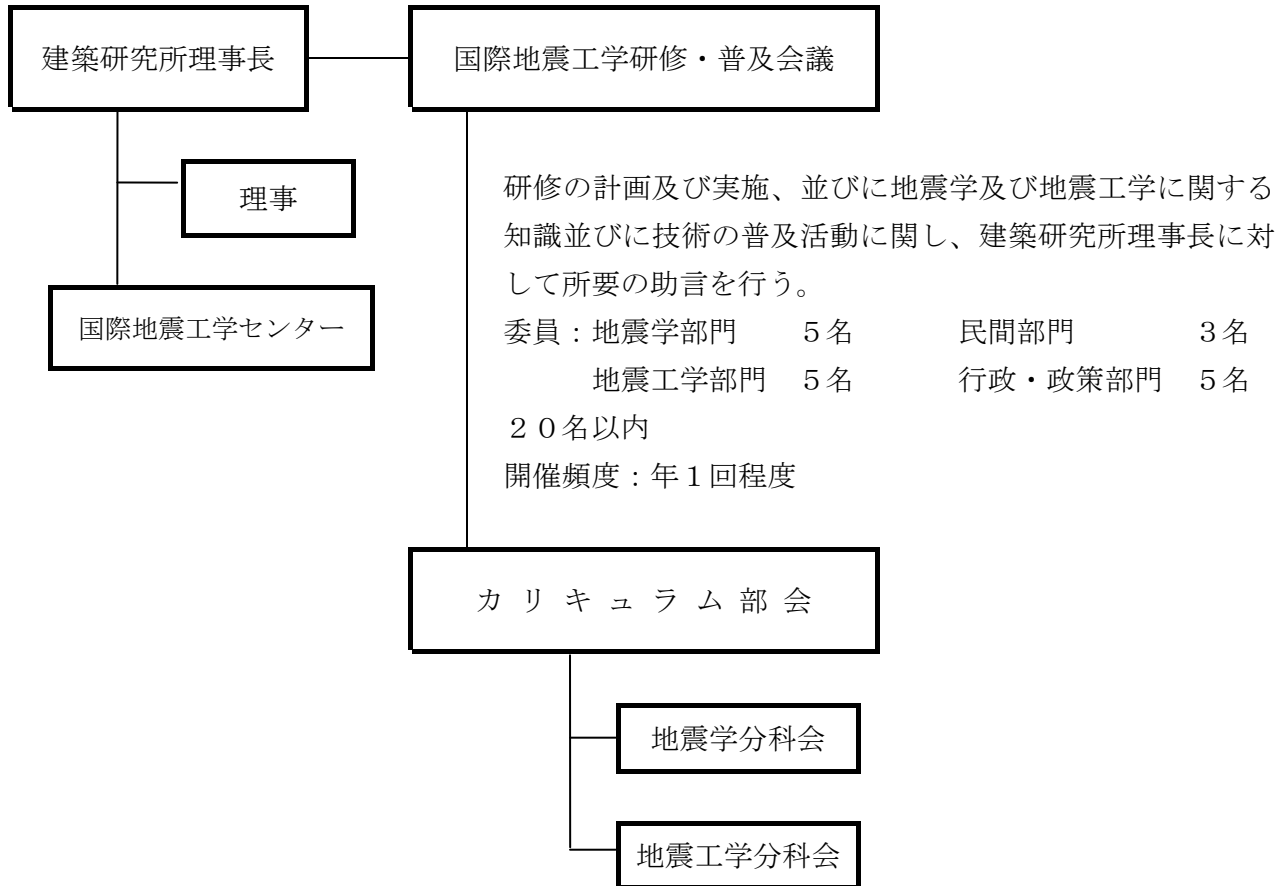 建築研究所理事長
国際地震工学研修・普及会議
理事
国際地震工学センター
研修の計画及び実施、並びに地震学及び地震工学に関する
知識並びに技術の普及活動に関し、建築研究所理事長に対
して所要の助言を行う。
委員：地震学部門　　５名　　　民間部門　　　　　３名
地震工学部門　５名　　　行政・政策部門　５名
２０名以内
開催頻度：年１回程度
カリキュラム部会
地震学分科会
地震工学分科会